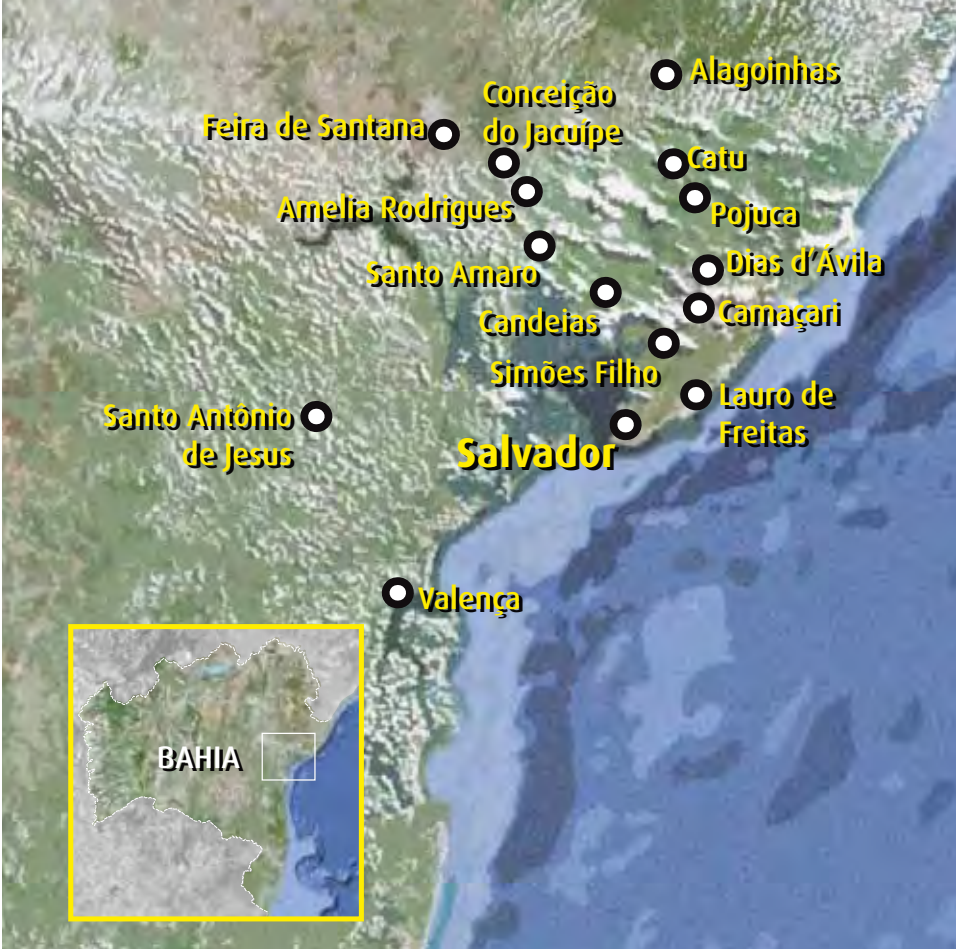 Alagoinhas
Conceição
do Jacuípe
Feira de Santana
Catu
Amelia Rodrigues
Pojuca
Santo Amaro
Dias d'Ávila
Candeias
Camaçari
Simões Filho
Lauro de
Freitas
Santo Antônio
de Jesus
Salvador
Valença
BAHIA